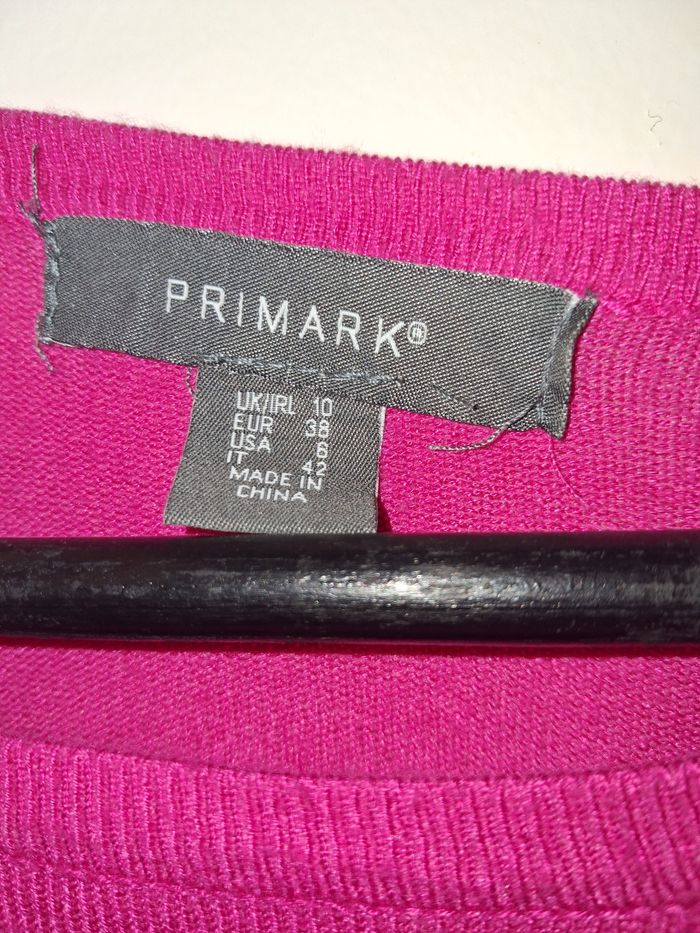 PRIMARK®
UK/IRL 10
EUR 38
USA 6
IT 42
MADE IN
CHINA